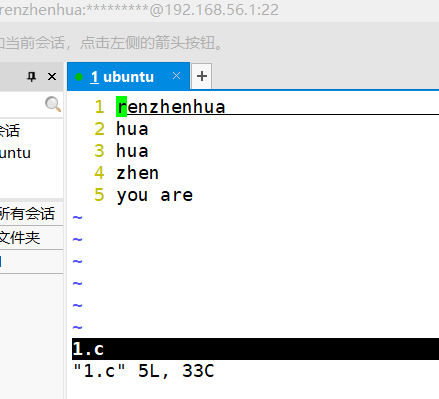 renzhenhua:********@192.168.56.1:22
加当前会话，点击左侧的箭头按钮。
1 ubuntu
会话
untu
所有会话
文件夹
1 renzhenhua
2 hua
3 hua
4 zhen
5 you are
~
~
~
~
~
~
1.c
"1.c" 5L, 33C